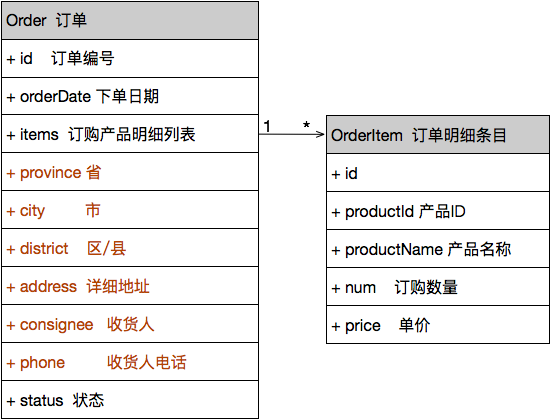 Order 订单
+ id 订单编号
+ orderDate 下单日期
+ items 订购产品明细列表
+ province 省
+ city 市
+ district 区/县
+ address 详细地址
+ consignee 收货人
+ phone 收货人电话
+ status 状态
1 *
OrderItem 订单明细条目
+ id
+ productId 产品ID
+ productName 产品名称
+ num 订购数量
+ price 单价